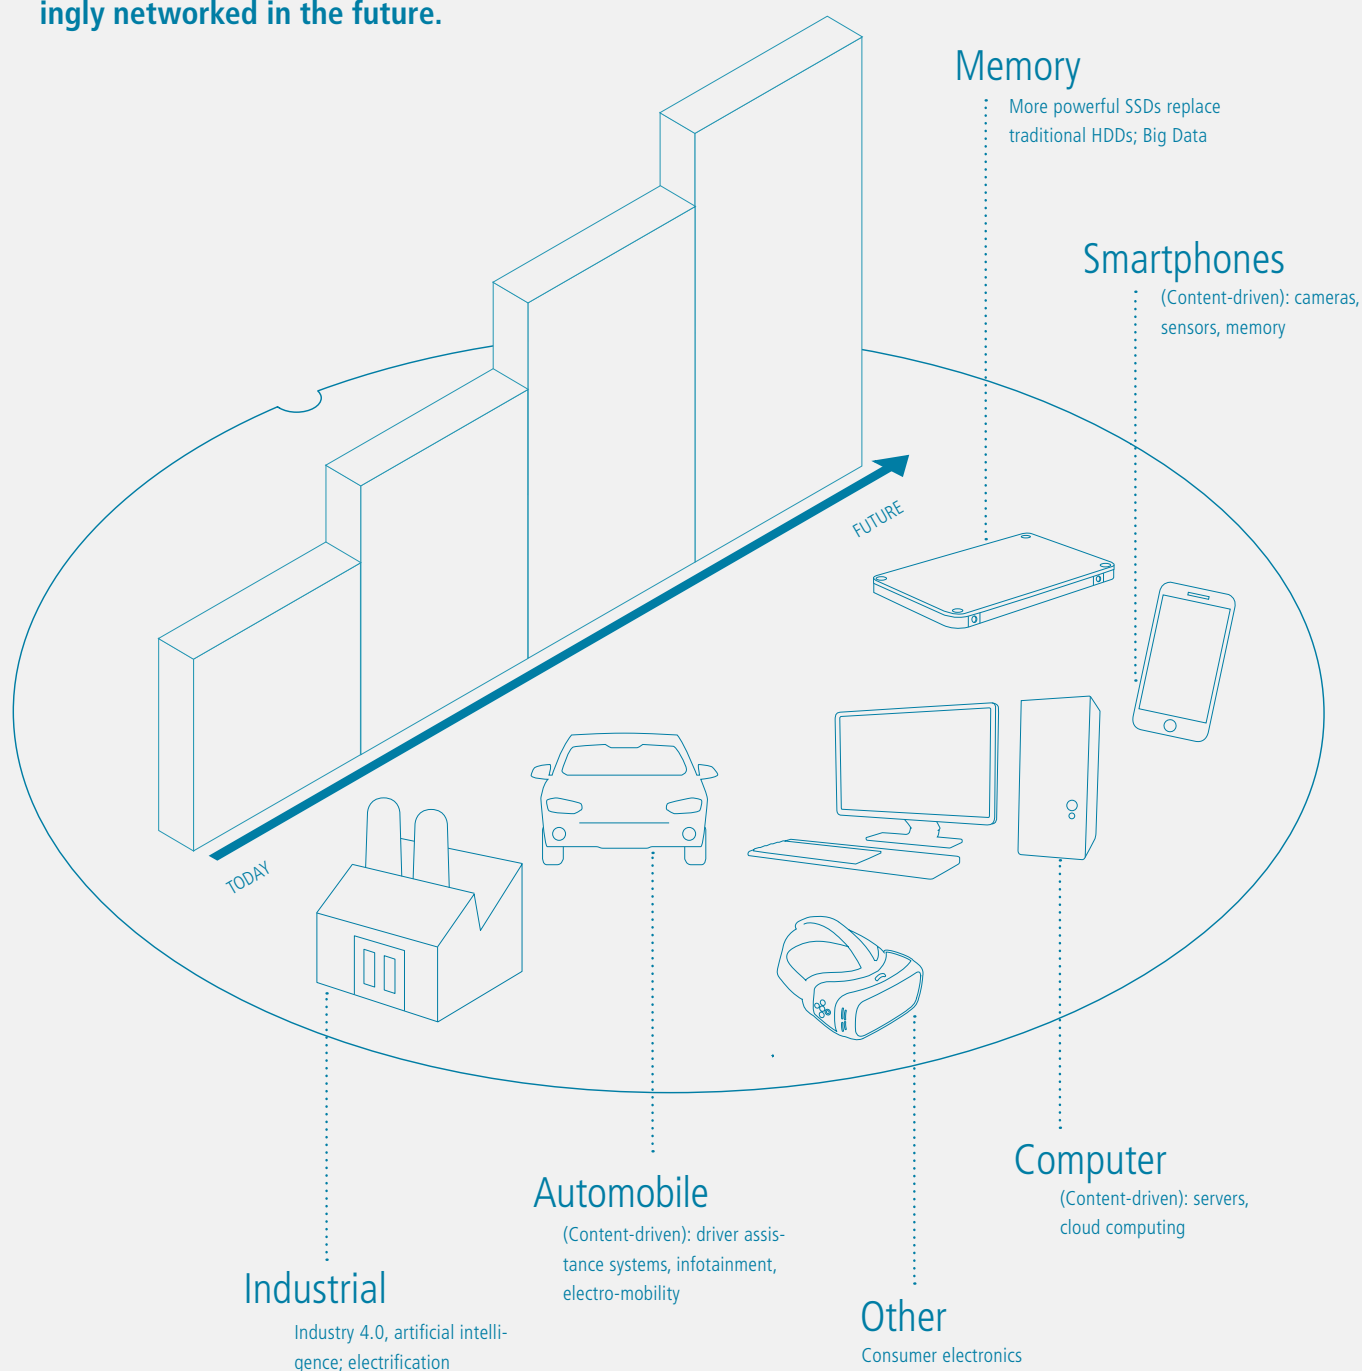 ingly networked in the future.
Memory
More powerful SSDs replace
traditional HDDs; Big Data
Smartphones
(Content-driven): cameras,
sensors, memory
FUTURE
TODAY
Computer
(Content-driven): servers,
cloud computing
Automobile
(Content-driven): driver assis-
tance systems, infotainment,
electro-mobility
Industrial
Industry 4.0, artificial intelli-
gence; electrification
Other
Consumer electronics